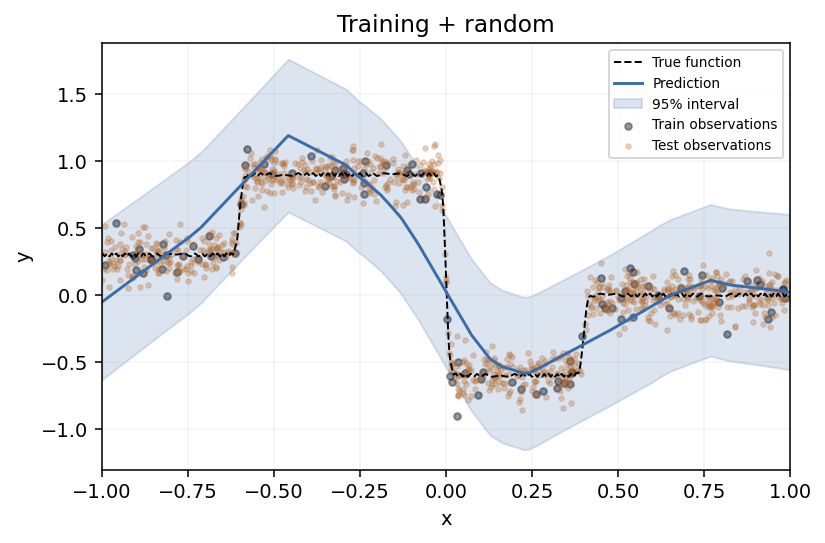 Training + random
True function
Prediction
95% interval
Train observations
Test observations
y
1.5
1.0
0.5
0.0
−0.5
−1.0
−1.00 −0.75 −0.50 −0.25 0.00 0.25 0.50 0.75 1.00
x